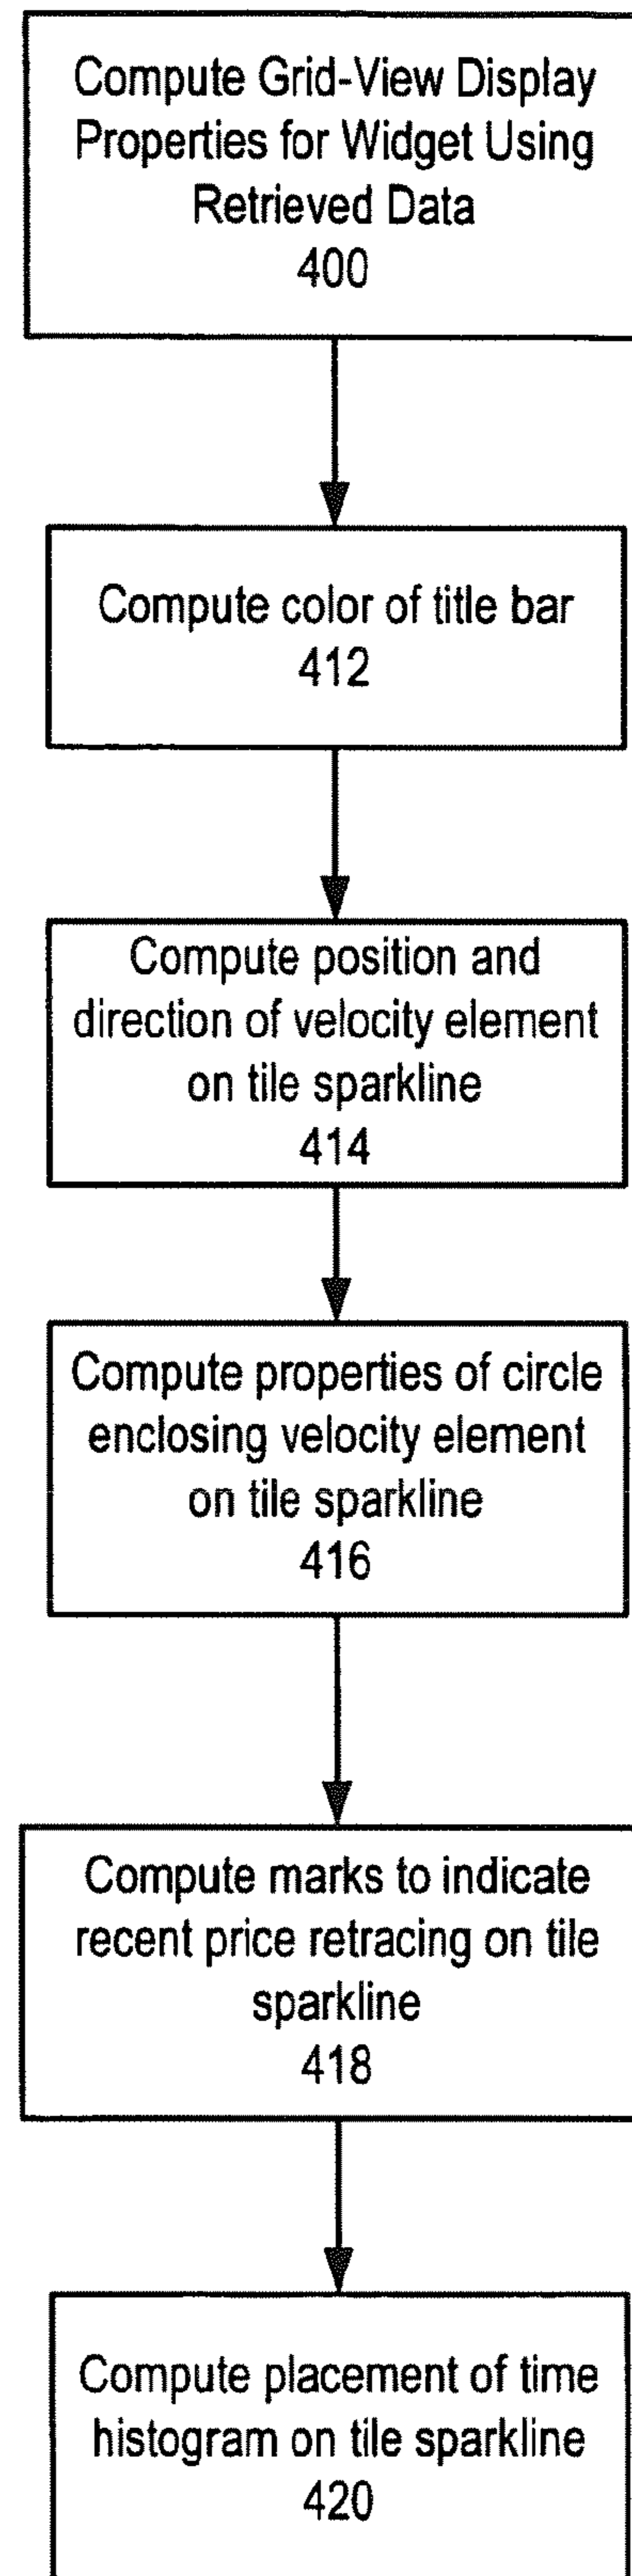 Compute Grid-View Display
Properties for Widget Using
Retrieved Data
400
Compute color of title bar
412
Compute position and
direction of velocity element
on tile sparkline
414
Compute properties of circle
enclosing velocity element
on tile sparkline
416
Compute marks to indicate
recent price retracing on tile
sparkline
418
Compute placement of time
histogram on tile sparkline
420